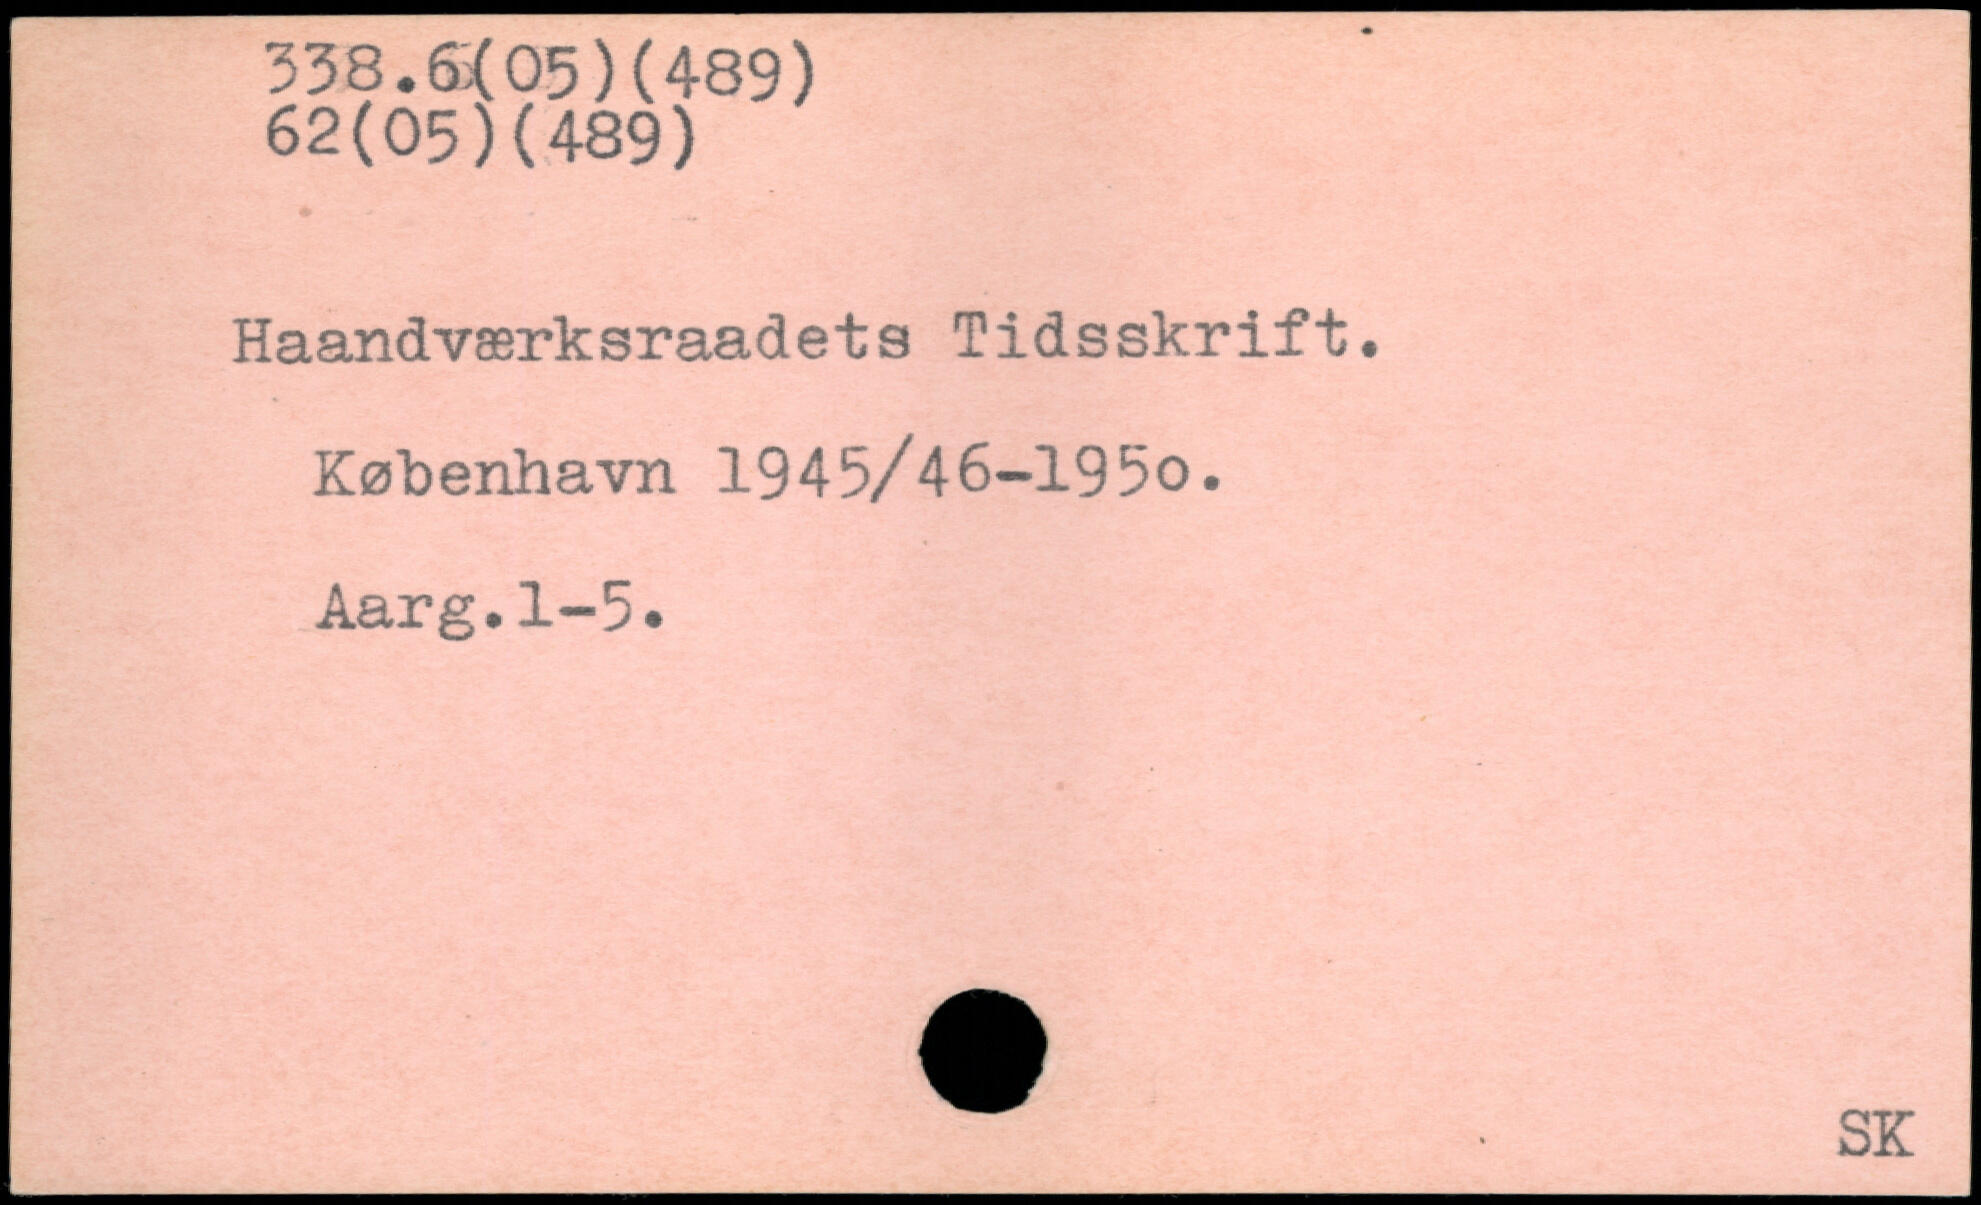 338.6(05)(489)
62(05)(489)
Haandværksraadets Tidsskrift.
København 1945/46-195o.
Aarg.1-5.
SK